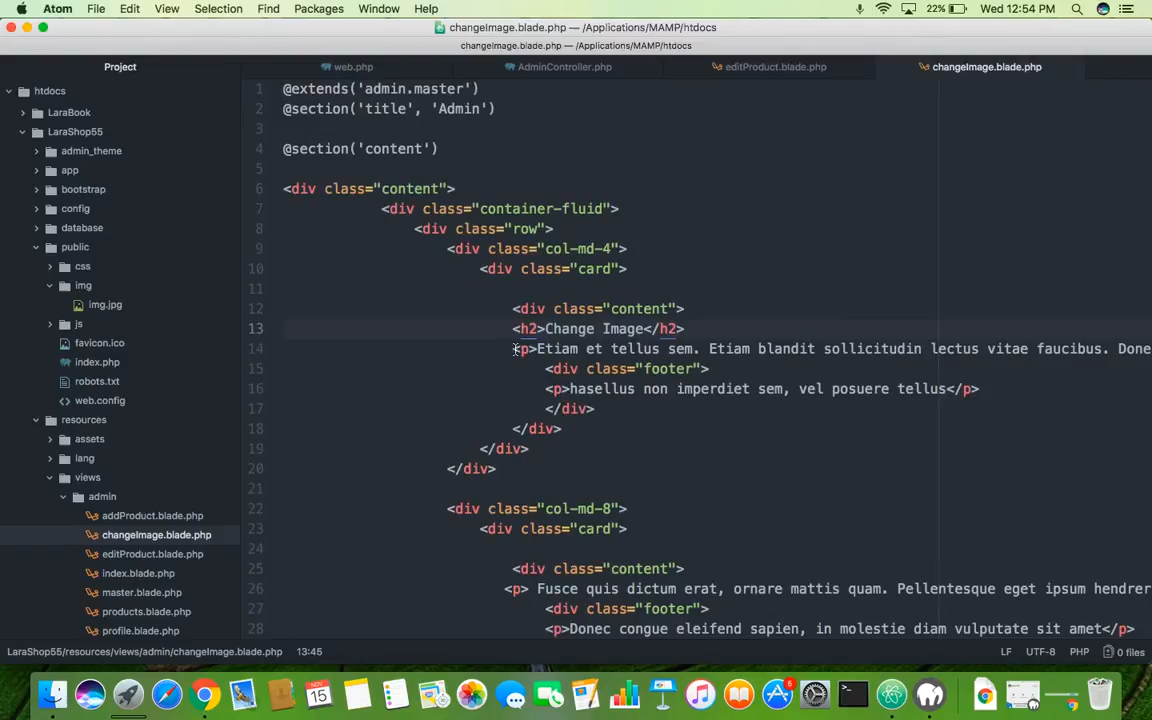 Atom File Edit View Selection Find Packages Window Help 22% Wed 12:54 PM
changeImage.blade.php — /Applications/MAMP/htdocs
changeImage.blade.php — /Applications/MAMP/htdocs
Project
web.php AdminController.php editProduct.blade.php changeImage.blade.php
htdocs
LaraBook
LaraShop55
admin_theme
app
bootstrap
config
database
public
css
img
img.jpg
js
favicon.ico
index.php
robots.txt
web.config
resources
assets
lang
views
admin
addProduct.blade.php
changeImage.blade.php
editProduct.blade.php
index.blade.php
master.blade.php
products.blade.php
profile.blade.php
1 @extends('admin.master')
2 @section('title', 'Admin')
3
4 @section('content')
5
6 <div class="content">
7 <div class="container-fluid">
8 <div class="row">
9 <div class="col-md-4">
10 <div class="card">
11
12 <div class="content">
13 <h2>Change Image</h2>
14 <p>Etiam et tellus sem. Etiam blandit sollicitudin lectus vitae faucibus. Done
15 <div class="footer">
16 <p>hasellus non imperdiet sem, vel posuere tellus</p>
17 </div>
18 </div>
19 </div>
20 </div>
21
22 <div class="col-md-8">
23 <div class="card">
24
25 <div class="content">
26 <p> Fusce quis dictum erat, ornare mattis quam. Pellentesque eget ipsum hendrer
27 <div class="footer">
28 <p>Donec congue eleifend sapien, in molestie diam vulputate sit amet</p>
LaraShop55/resources/views/admin/changeImage.blade.php 13:45 LF UTF-8 PHP 0 files
NOV
15
6